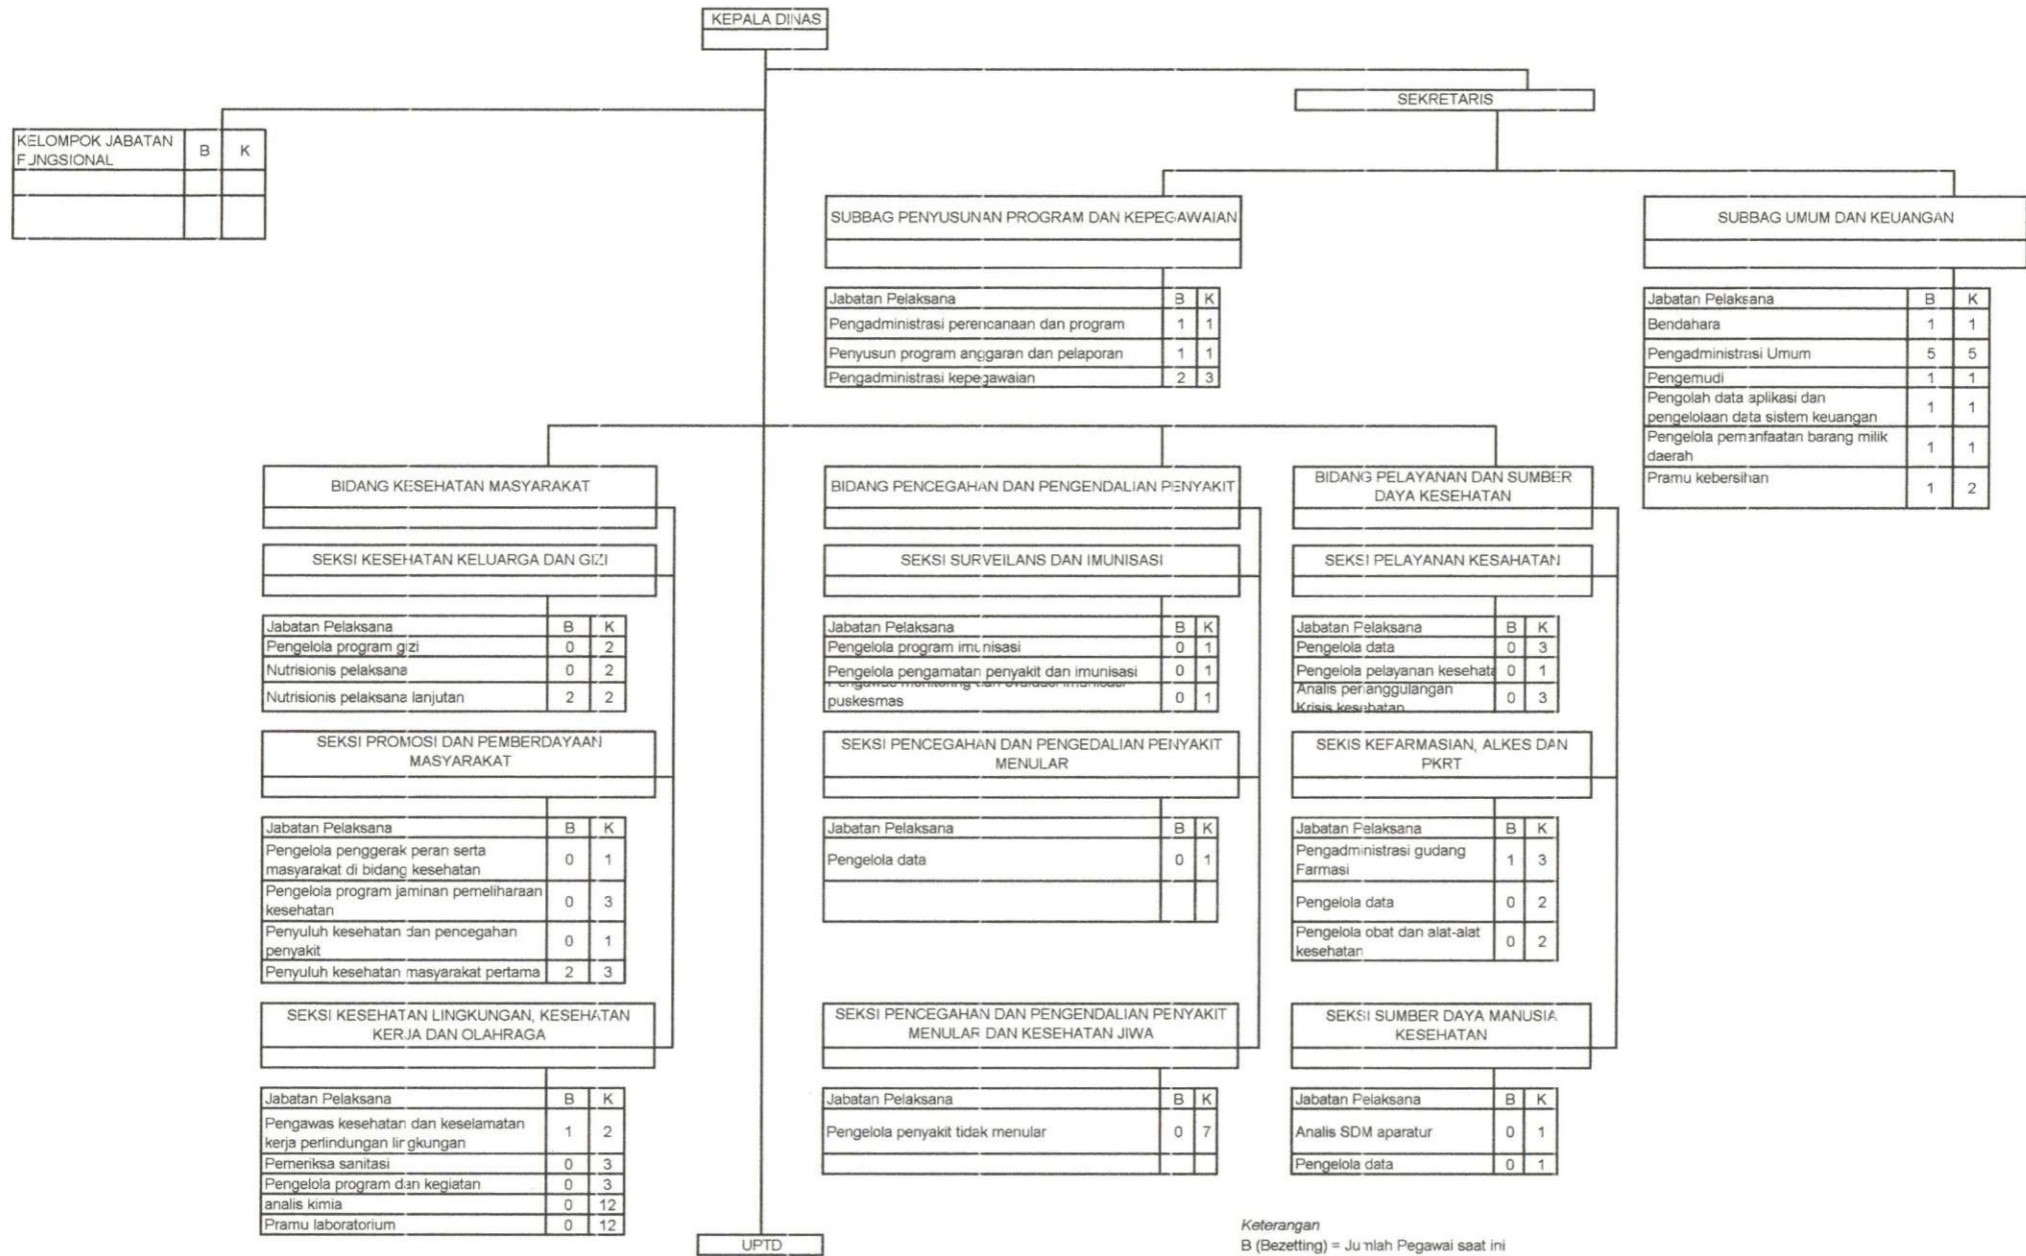 KEPALA DINAS
SEKRETARIS
KELOMPOK JABATAN B K
FUNGSIONAL
SUBBAG PENYUSUNAN PROGRAM DAN KEPEGAWAIAN
Jabatan Pelaksana B K
Pengadministrasi perencanaan dan program 1 1
Penyusun program anggaran dan pelaporan 1 1
Pengadministrasi kepegawaian 2 3
SUBBAG UMUM DAN KEUANGAN
Jabatan Pelaksana B K
Bendahara 1 1
Pengadministrasi Umum 5 5
Pengemudi 1 1
Pengolah data aplikasi dan
pengelolaan data sistem keuangan 1 1
Pengelola pemanfaatan barang milik
daerah 1 1
Pramu kebersihan 1 2
BIDANG KESEHATAN MASYARAKAT
SEKSI KESEHATAN KELUARGA DAN GIZI
Jabatan Pelaksana B K
Pengelola program gizi 0 2
Nutrisionis pelaksana 0 2
Nutrisionis pelaksana lanjutan 2 2
SEKSI PROMOSI DAN PEMBERDAYAAN
MASYARAKAT
Jabatan Pelaksana B K
Pengelola penggerak peran serta
masyarakat di bidang kesehatan 0 1
Pengelola program jaminan pemeliharaan
kesehatan 0 3
Penyuluh kesehatan dan pencegahan
penyakit 0 1
Penyuluh kesehatan masyarakat pertama 2 3
SEKSI KESEHATAN LINGKUNGAN, KESEHATAN
KERJA DAN OLAHRAGA
Jabatan Pelaksana B K
Pengawas kesehatan dan keselamatan
kerja perlindungan lingkungan 1 2
Pemeriksa sanitasi 0 3
Pengelola program dan kegiatan 0 3
analis kimia 0 12
Pramu laboratorium 0 12
BIDANG PENCEGAHAN DAN PENGENDALIAN PENYAKIT
SEKSI SURVEILANS DAN IMUNISASI
Jabatan Pelaksana B K
Pengelola program imunisasi 0 1
Pengelola pengamatan penyakit dan imunisasi 0 1
Pengawas monitoring dan evaluasi imunisasi
puskesmas 0 1
SEKSI PENCEGAHAN DAN PENGEDALIAN PENYAKIT
MENULAR
Jabatan Pelaksana B K
Pengelola data 0 1
SEKSI PENCEGAHAN DAN PENGENDALIAN PENYAKIT
MENULAR DAN KESEHATAN JIWA
Jabatan Pelaksana B K
Pengelola penyakit tidak menular 0 7
BIDANG PELAYANAN DAN SUMBER
DAYA KESEHATAN
SEKSI PELAYANAN KESAHATAN
Jabatan Pelaksana B K
Pengelola data 0 3
Pengelola pelayanan kesehata 0 1
Analis penanggulangan
Krisis kesehatan 0 3
SEKIS KEFARMASIAN, ALKES DAN
PKRT
Jabatan Pelaksana B K
Pengadministrasi gudang
Farmasi 1 3
Pengelola data 0 2
Pengelola obat dan alat-alat
kesehatan 0 2
SEKSI SUMBER DAYA MANUSIA
KESEHATAN
Jabatan Pelaksana B K
Analis SDM aparatur 0 1
Pengelola data 0 1
UPTD
Keterangan
B (Bezetting) = Jumlah Pegawai saat ini